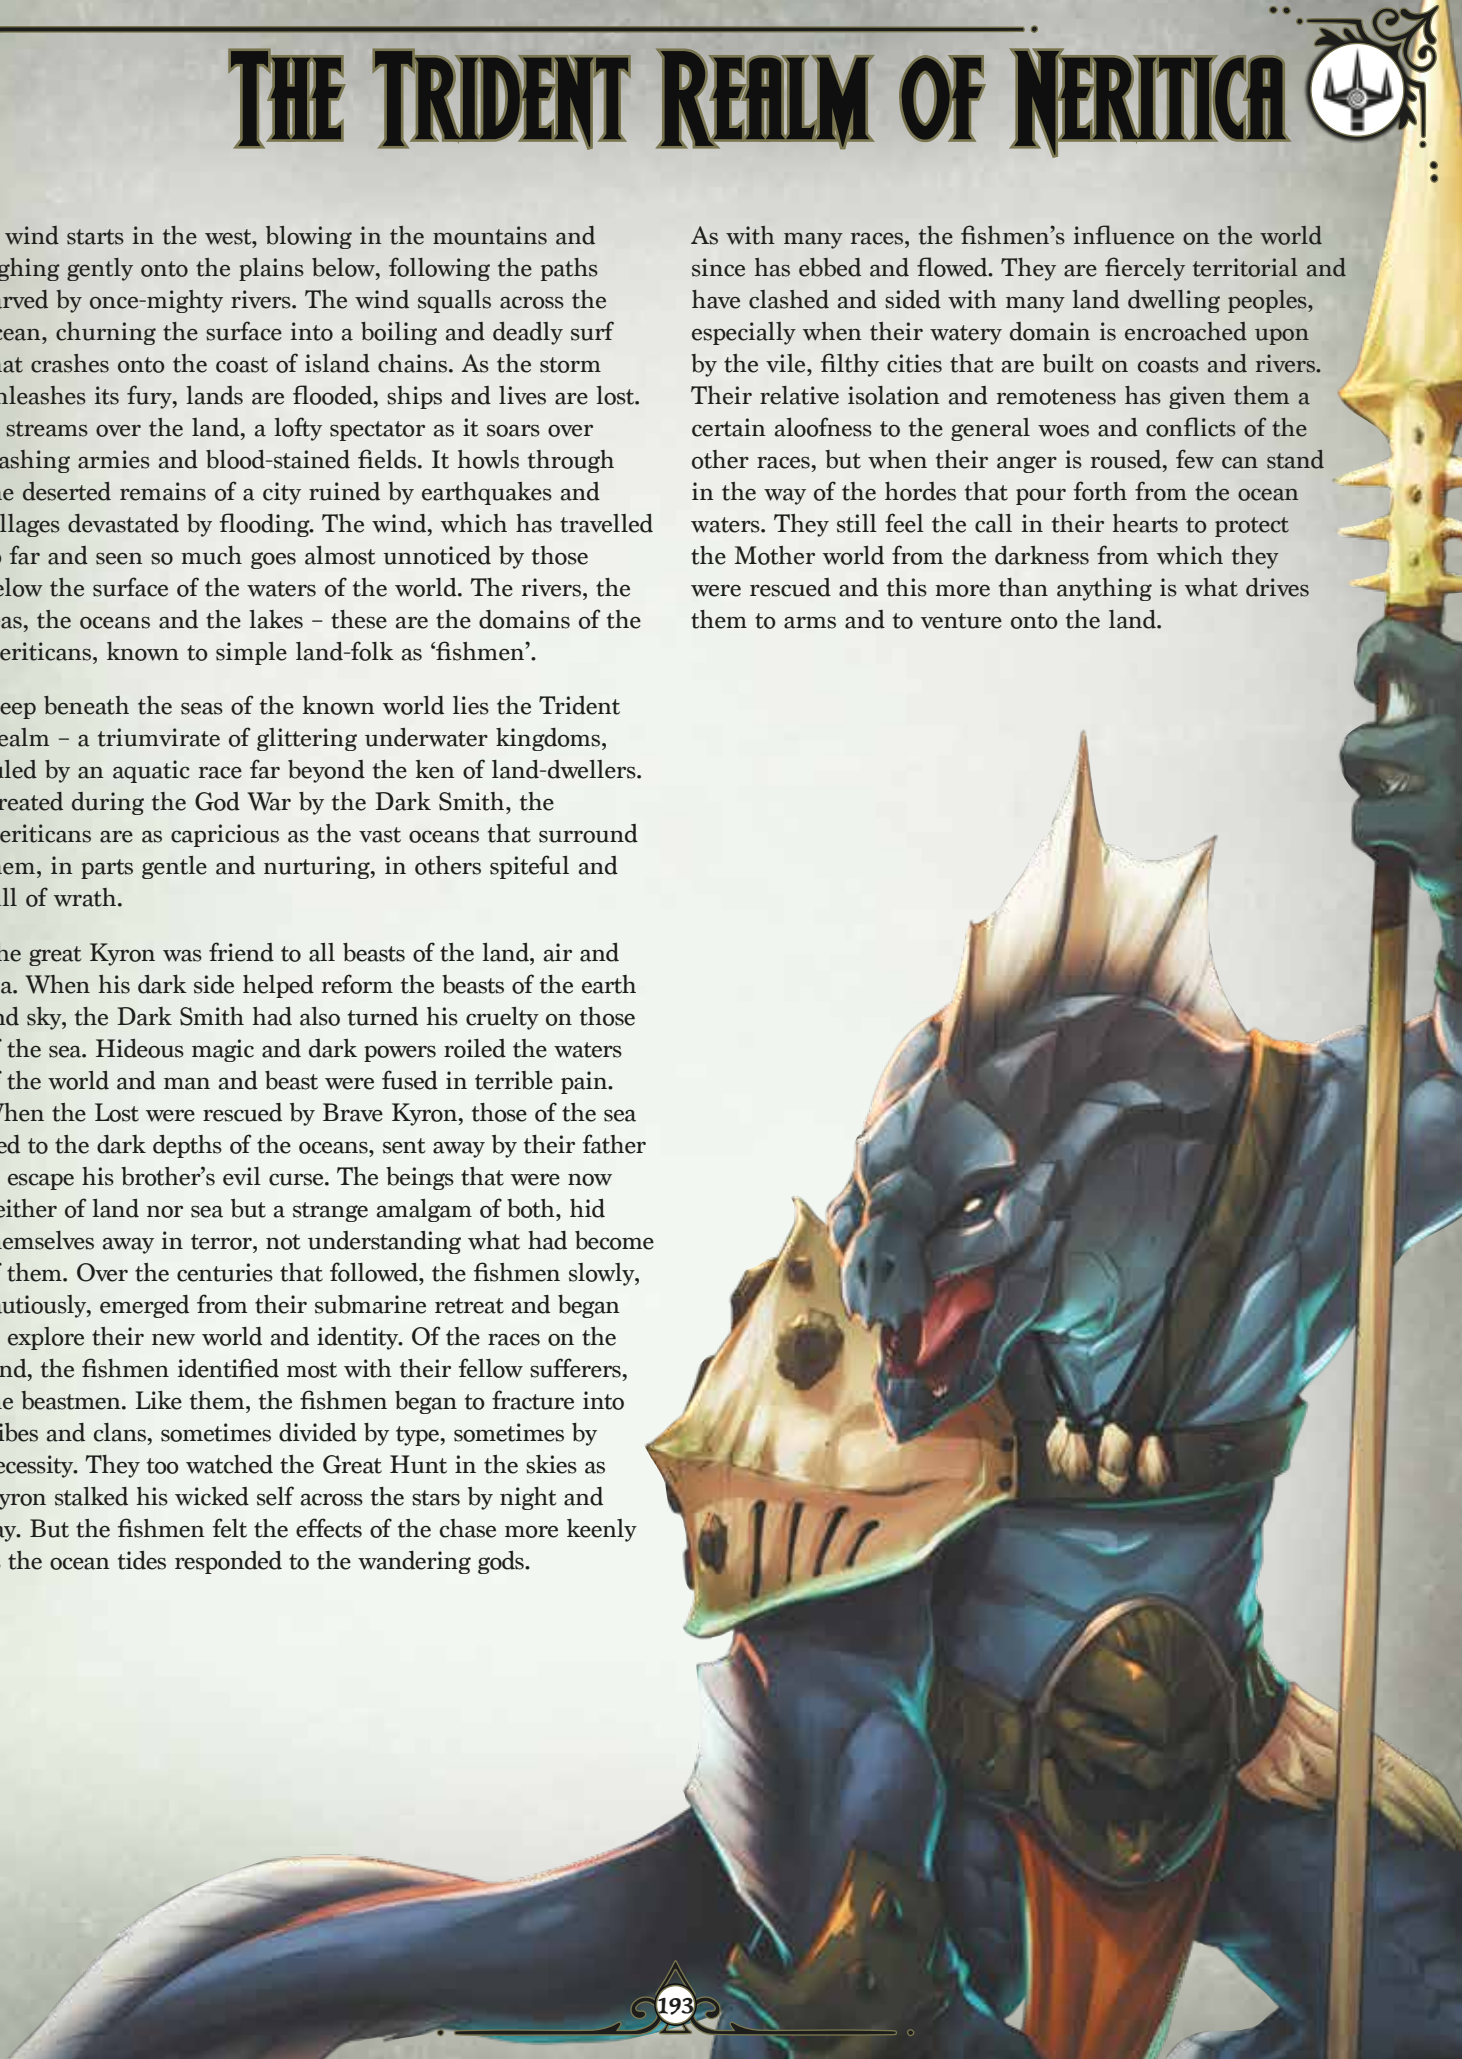 THE TRIDENT REALM OF NERITICA
wind starts in the west, blowing in the mountains and
ghing gently onto the plains below, following the paths
rved by once-mighty rivers. The wind squalls across the
cean, churning the surface into a boiling and deadly surf
at crashes onto the coast of island chains. As the storm
nleashes its fury, lands are flooded, ships and lives are lost.
streams over the land, a lofty spectator as it soars over
ashing armies and blood-stained fields. It howls through
e deserted remains of a city ruined by earthquakes and
llages devastated by flooding. The wind, which has travelled
far and seen so much goes almost unnoticed by those
elow the surface of the waters of the world. The rivers, the
as, the oceans and the lakes – these are the domains of the
eriticans, known to simple land-folk as ‘fishmen’.
eep beneath the seas of the known world lies the Trident
ealm – a triumvirate of glittering underwater kingdoms,
uled by an aquatic race far beyond the ken of land-dwellers.
reated during the God War by the Dark Smith, the
eriticans are as capricious as the vast oceans that surround
em, in parts gentle and nurturing, in others spiteful and
ll of wrath.
he great Kyron was friend to all beasts of the land, air and
a. When his dark side helped reform the beasts of the earth
nd sky, the Dark Smith had also turned his cruelty on those
the sea. Hideous magic and dark powers roiled the waters
the world and man and beast were fused in terrible pain.
hen the Lost were rescued by Brave Kyron, those of the sea
ed to the dark depths of the oceans, sent away by their father
escape his brother’s evil curse. The beings that were now
either of land nor sea but a strange amalgam of both, hid
hemselves away in terror, not understanding what had become
them. Over the centuries that followed, the fishmen slowly,
autiously, emerged from their submarine retreat and began
explore their new world and identity. Of the races on the
nd, the fishmen identified most with their fellow sufferers,
e beastmen. Like them, the fishmen began to fracture into
ibes and clans, sometimes divided by type, sometimes by
ecessity. They too watched the Great Hunt in the skies as
yron stalked his wicked self across the stars by night and
ay. But the fishmen felt the effects of the chase more keenly
the ocean tides responded to the wandering gods.
As with many races, the fishmen’s influence on the world
since has ebbed and flowed. They are fiercely territorial and
have clashed and sided with many land dwelling peoples,
especially when their watery domain is encroached upon
by the vile, filthy cities that are built on coasts and rivers.
Their relative isolation and remoteness has given them a
certain aloofness to the general woes and conflicts of the
other races, but when their anger is roused, few can stand
in the way of the hordes that pour forth from the ocean
waters. They still feel the call in their hearts to protect
the Mother world from the darkness from which they
were rescued and this more than anything is what drives
them to arms and to venture onto the land.
193